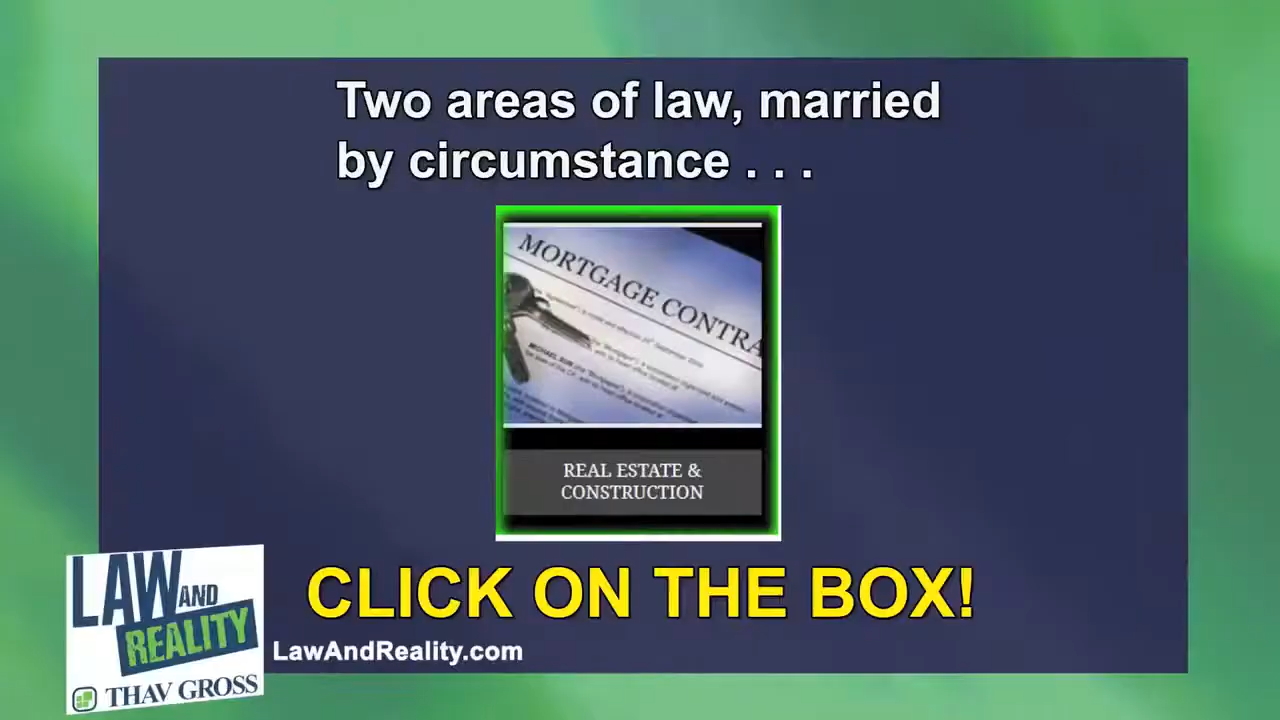 Two areas of law, married
by circumstance . . .
MORTGAGE CONTRA
REAL ESTATE &
CONSTRUCTION
CLICK ON THE BOX!
LAW AND
REALITY
THAV GROSS
LawAndReality.com